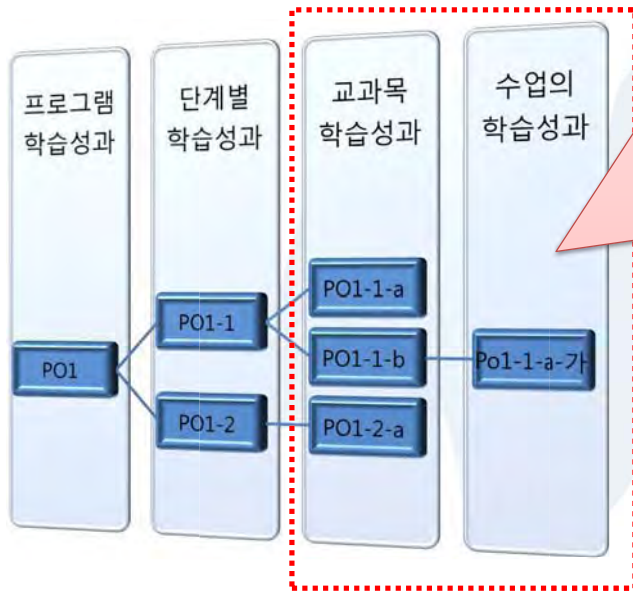 프로그램
학습성과
단계별
학습성과
교과목
학습성과
수업의
학습성과
PO1
PO1-1
PO1-2
PO1-1-a
PO1-1-b
PO1-2-a
Po1-1-a-가